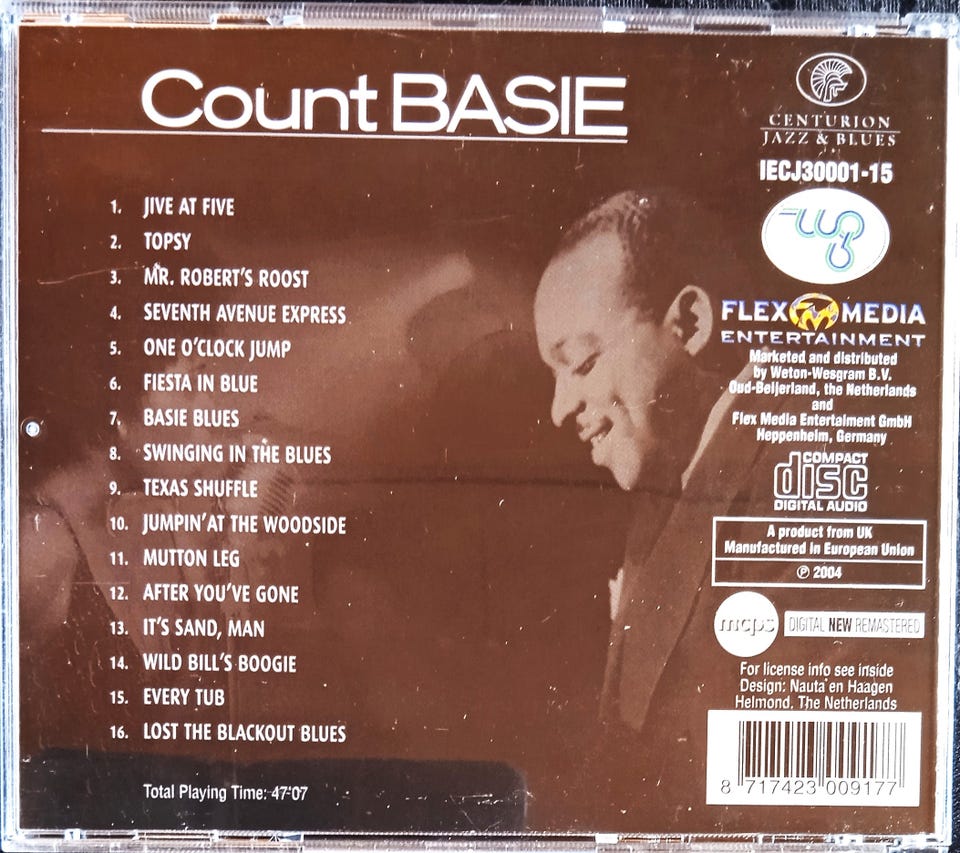 Count BASIE
1. JIVE AT FIVE
2. TOPSY
3. MR. ROBERT'S ROOST
4. SEVENTH AVENUE EXPRESS
5. ONE O'CLOCK JUMP
6. FIESTA IN BLUE
7. BASIE BLUES
8. SWINGING IN THE BLUES
9. TEXAS SHUFFLE
10. JUMPIN' AT THE WOODSIDE
11. MUTTON LEG
12. AFTER YOU'VE GONE
13. IT'S SAND, MAN
14. WILD BILL'S BOOGIE
15. EVERY TUB
16. LOST THE BLACKOUT BLUES
Total Playing Time: 47'07
CENTURION
JAZZ & BLUES
IECJ30001-15
FLEX MEDIA
ENTERTAINMENT
Marketed and distributed
by Weton-Wesgram B.V.
Oud-Beijerland, the Netherlands
and
Flex Media Entertaiment GmbH
Heppenheim, Germany
COMPACT
disc
DIGITAL AUDIO
A product from UK
Manufactured in European Union
℗ 2004
mcps DIGITAL NEW REMASTERED
For license info see inside
Design: Nauta en Haagen
Helmond, The Netherlands
8 717423 009177